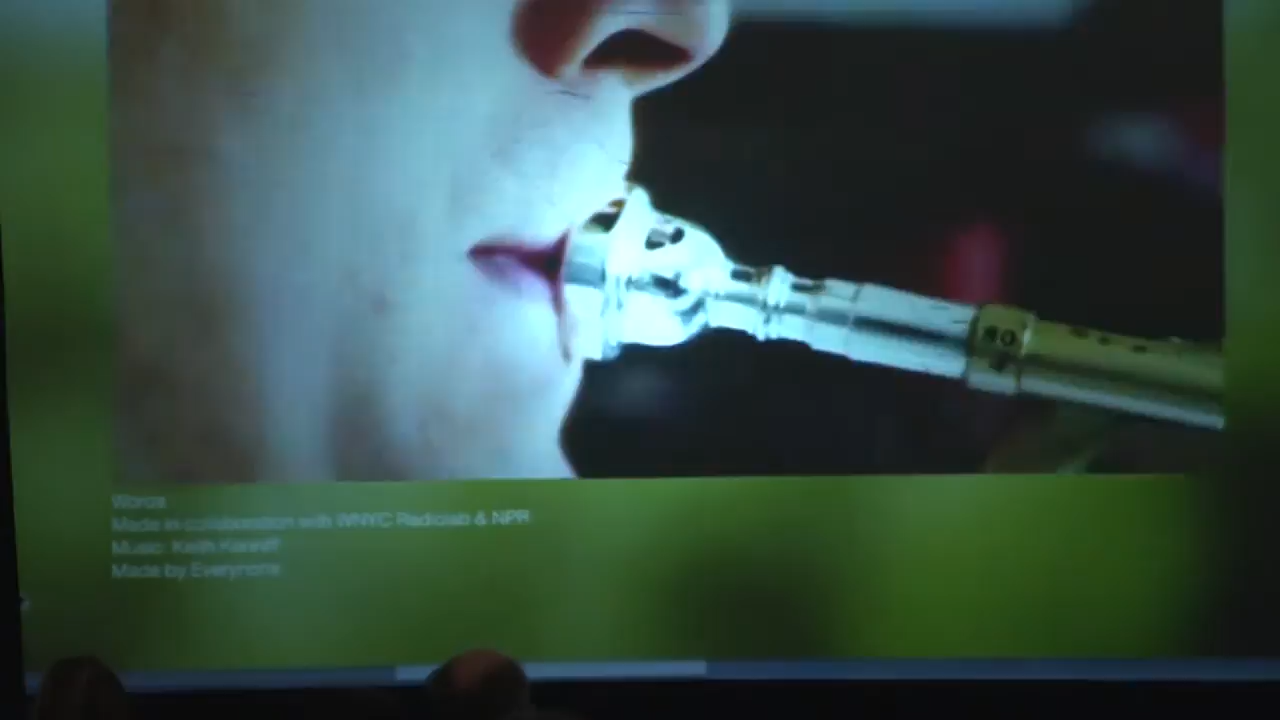 Words
Made in collaboration with WNYC Radiolab & NPR
Music: Keith Kenniff
Made by Everynone